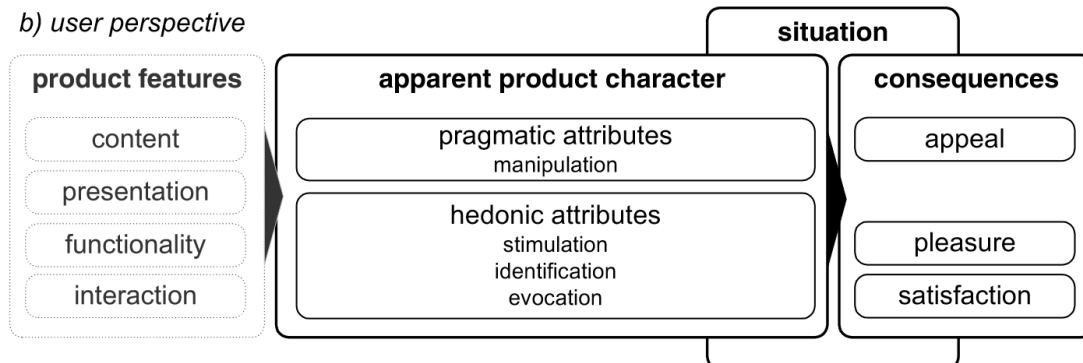 b) user perspective
situation
product features
content
presentation
functionality
interaction
apparent product character
pragmatic attributes
manipulation
hedonic attributes
stimulation
identification
evocation
consequences
appeal
pleasure
satisfaction